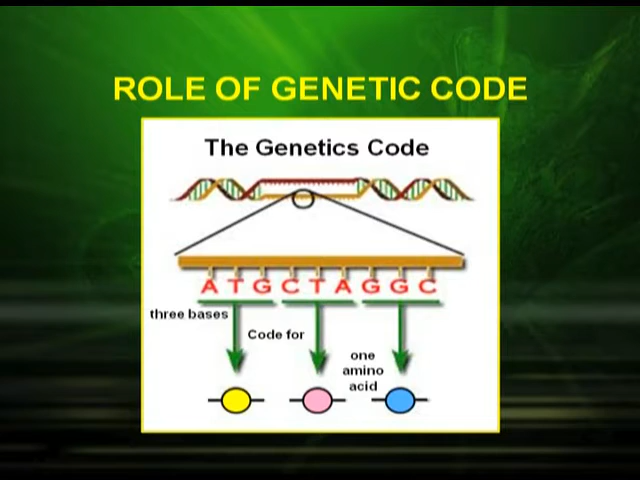 ROLE OF GENETIC CODE
The Genetics Code
A T G C T A G G C
three bases
Code for
one
amino
acid